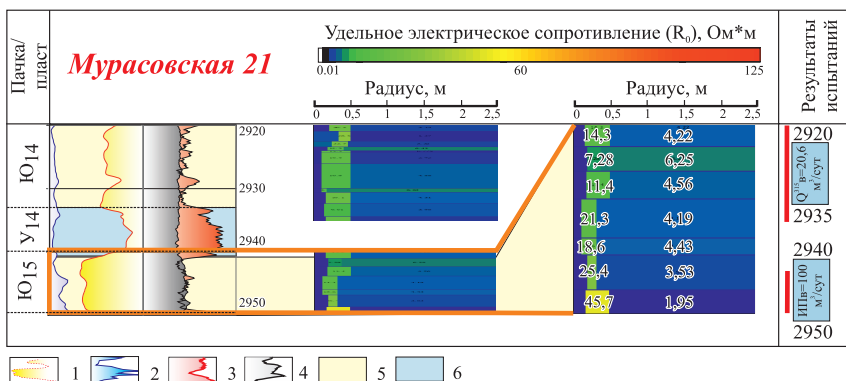 Пачка/
пласт
Мурасовская 21
Удельное электрическое сопротивление (R₀), Ом*м
0.01
60
125
Радиус, м
0 0,5 1 1,5 2 2,5
Радиус, м
0 0,5 1 1,5 2 2,5
Результаты
испытаний
Ю14
У14
Ю15
2920
2930
2940
2950
14,3 4,22
7,28 6,25
11,4 4,56
21,3 4,19
18,6 4,43
25,4 3,53
45,7 1,95
2920
Q³¹⁵в=20,6
м³/сут
2935
2940
ИПв=100
м³/сут
2950
1 2 3 4 5 6